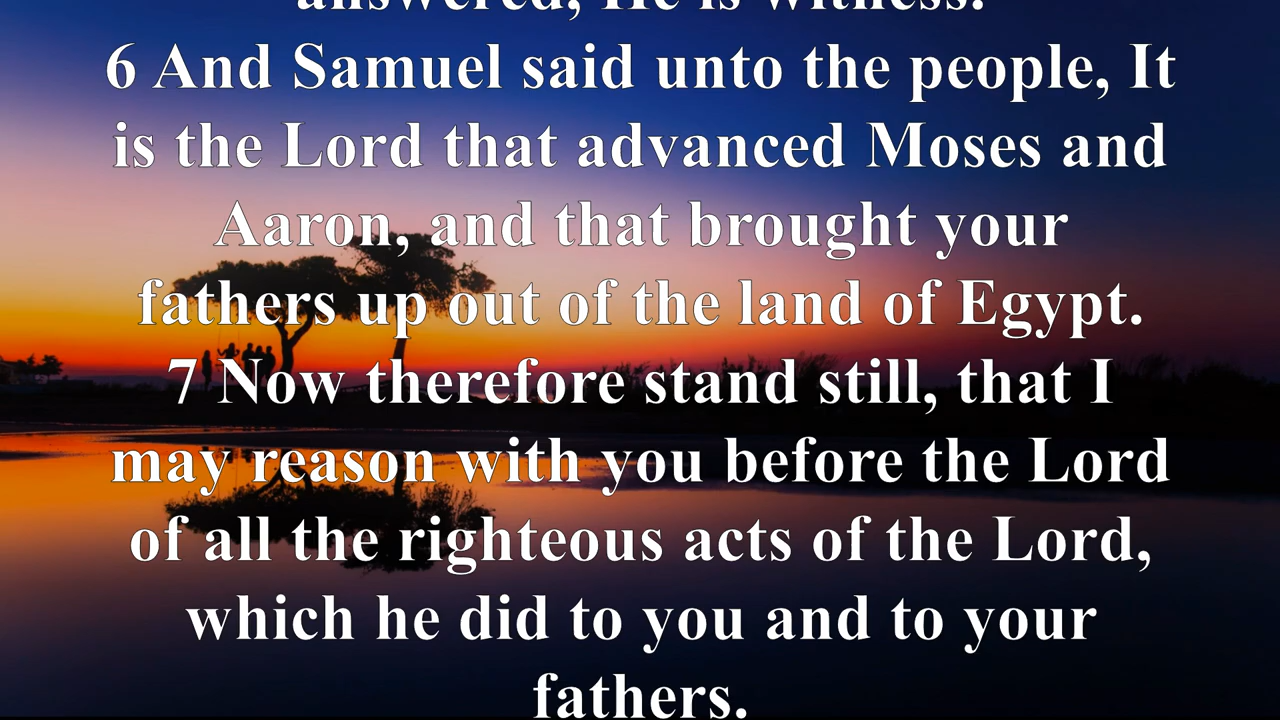 answered, He is witness.
6 And Samuel said unto the people, It
is the Lord that advanced Moses and
Aaron, and that brought your
fathers up out of the land of Egypt.
7 Now therefore stand still, that I
may reason with you before the Lord
of all the righteous acts of the Lord,
which he did to you and to your
fathers.